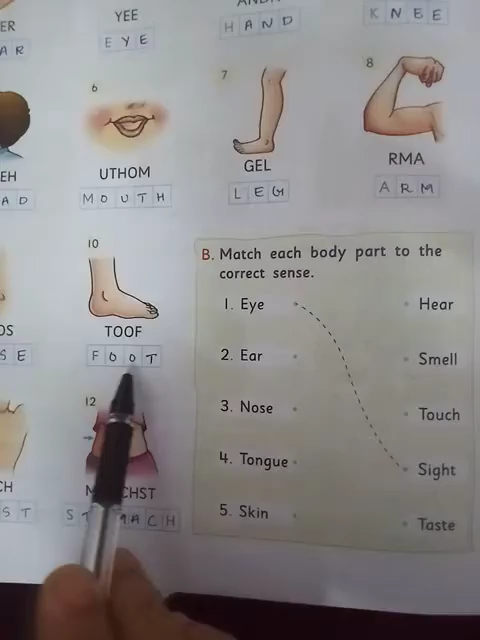 ER
YEE
AR
EYE
HAND
KNEE
6
7
8
EH
UTHOM
GEL
RMA
AD
MOUTH
LEG
ARM
10
TOOF
SE
FOOT
12
CH
ST
B. Match each body part to the
correct sense.
1. Eye
Hear
2. Ear
Smell
3. Nose
Touch
4. Tongue
Sight
5. Skin
Taste